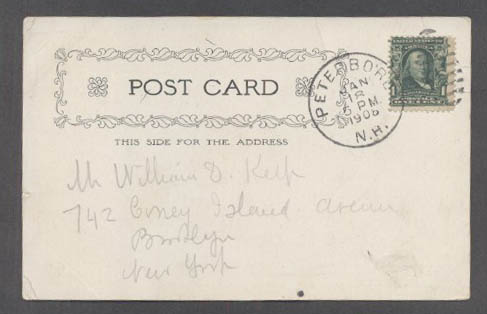 POST CARD
THIS SIDE FOR THE ADDRESS
PETERBORO
JAN
6 PM
N.H.
Mr William D.
742 Coney Island Avenue
Brooklyn
New York